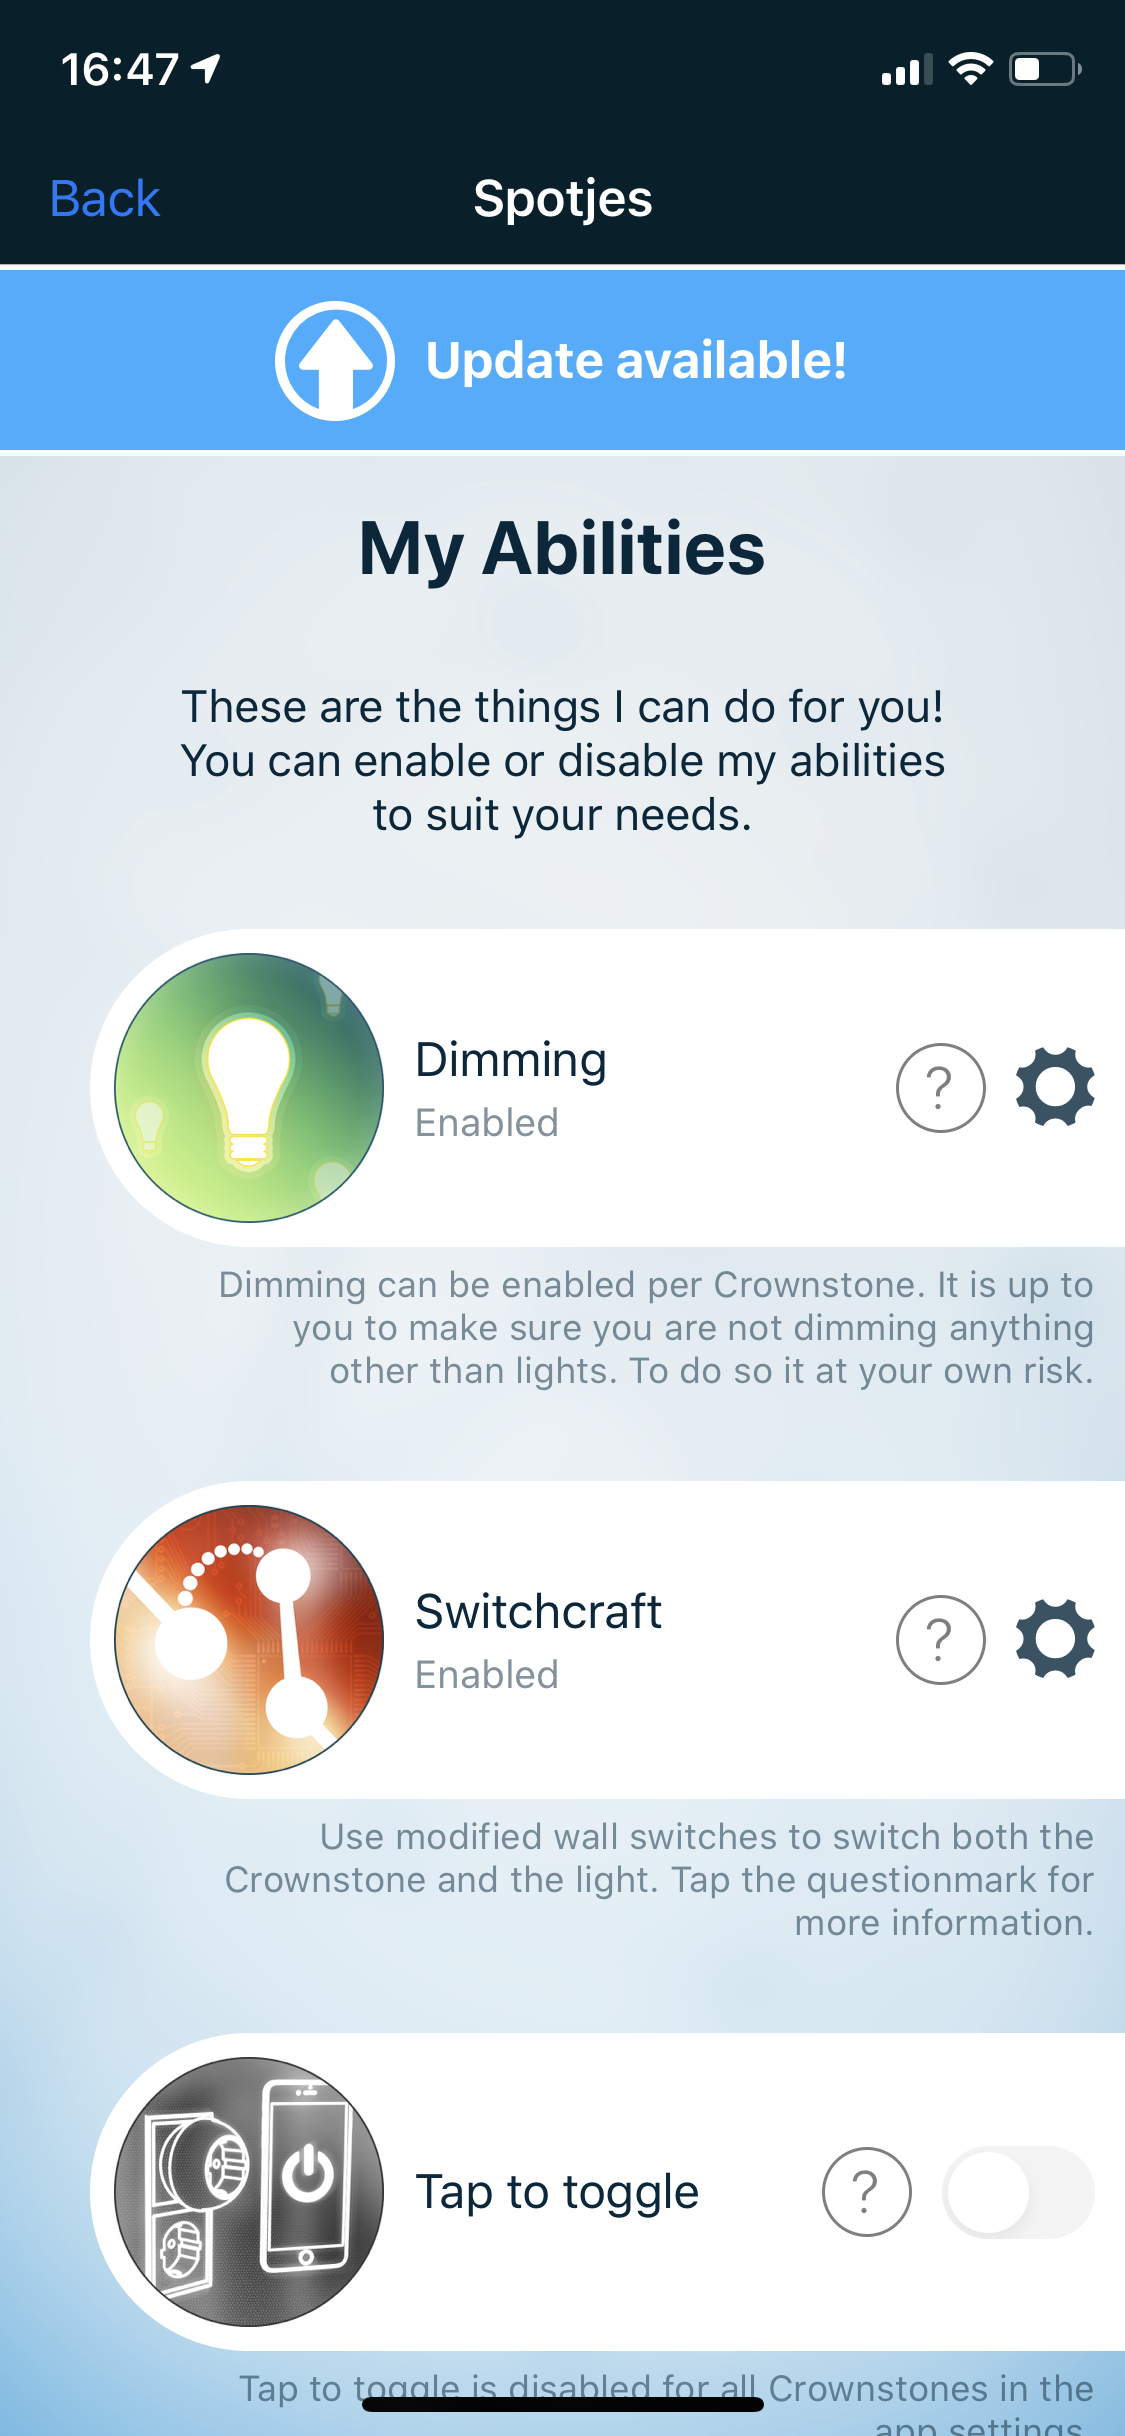 16:47
Back
Spotjes
Update available!
My Abilities
These are the things I can do for you!
You can enable or disable my abilities
to suit your needs.
Dimming
Enabled
?
Dimming can be enabled per Crownstone. It is up to
you to make sure you are not dimming anything
other than lights. To do so it at your own risk.
Switchcraft
Enabled
?
Use modified wall switches to switch both the
Crownstone and the light. Tap the questionmark for
more information.
Tap to toggle
?
Tap to toggle is disabled for all Crownstones in the
app settings.